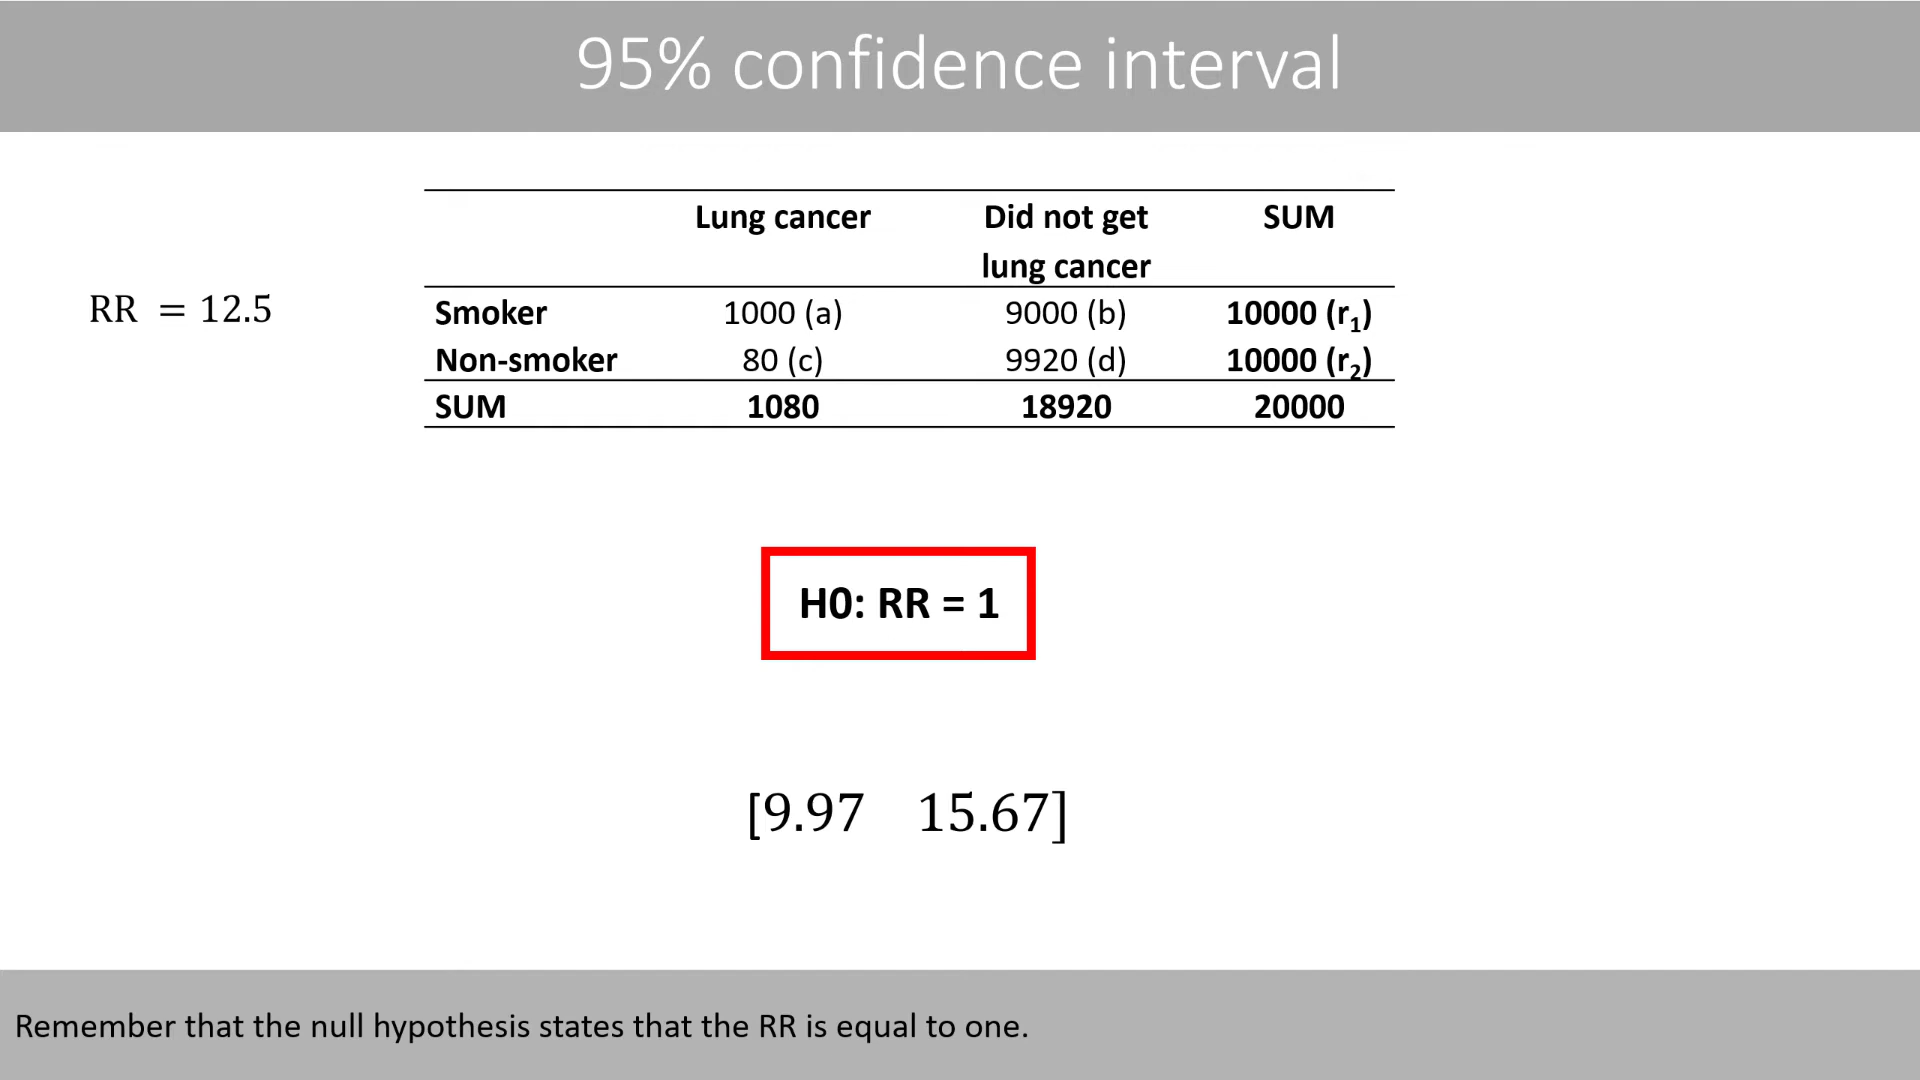 95% confidence interval
Lung cancer Did not get SUM
lung cancer
RR = 12.5
Smoker 1000 (a) 9000 (b) 10000 (r₁)
Non-smoker 80 (c) 9920 (d) 10000 (r₂)
SUM 1080 18920 20000
H0: RR = 1
[9.97 15.67]
Remember that the null hypothesis states that the RR is equal to one.